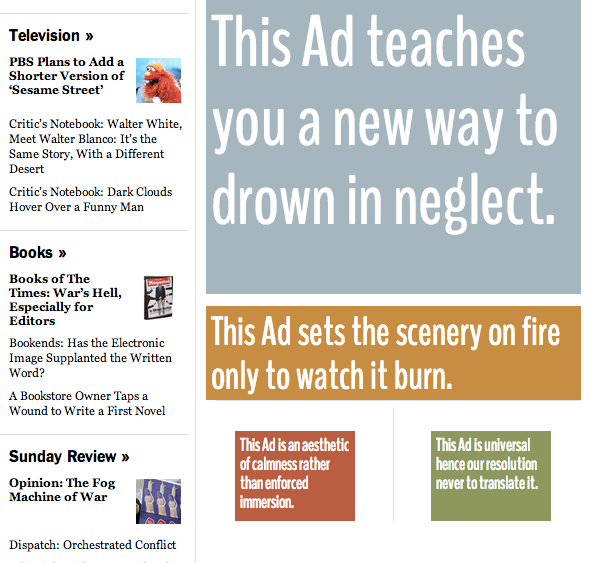 Television »
PBS Plans to Add a
Shorter Version of
‘Sesame Street’
Critic's Notebook: Walter White,
Meet Walter Blanco: It's the
Same Story, With a Different
Desert
Critic's Notebook: Dark Clouds
Hover Over a Funny Man
Books »
Books of The
Times: War's Hell,
Especially for
Editors
Bookends: Has the Electronic
Image Supplanted the Written
Word?
A Bookstore Owner Taps a
Wound to Write a First Novel
Sunday Review »
Opinion: The Fog
Machine of War
Dispatch: Orchestrated Conflict
This Ad teaches
you a new way to
drown in neglect.
This Ad sets the scenery on fire
only to watch it burn.
This Ad is an aesthetic
of calmness rather
than enforced
immersion.
This Ad is universal
hence our resolution
never to translate it.